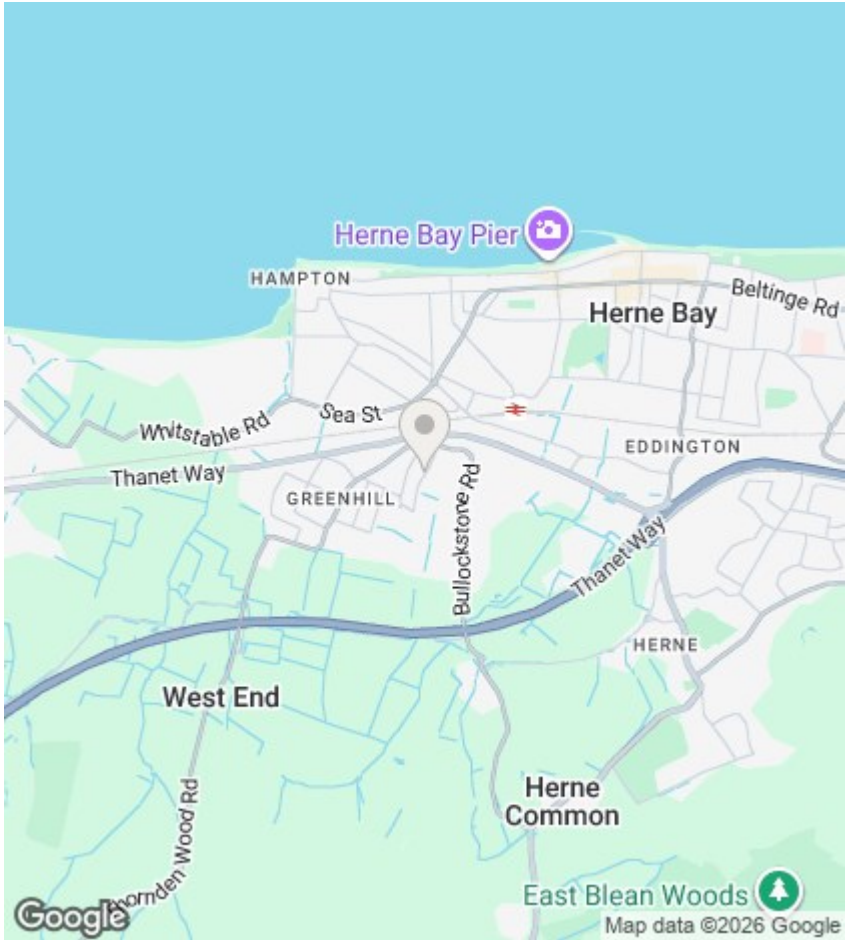 Herne Bay Pier
HAMPTON
Beltinge Rd
Herne Bay
Sea St
Whitstable Rd
EDDINGTON
Thanet Way
GREENHILL
Bullockstone Rd
Thanet Way
HERNE
West End
Herne
Common
Thornden Wood Rd
East Blean Woods
Google
Map data ©2026 Google